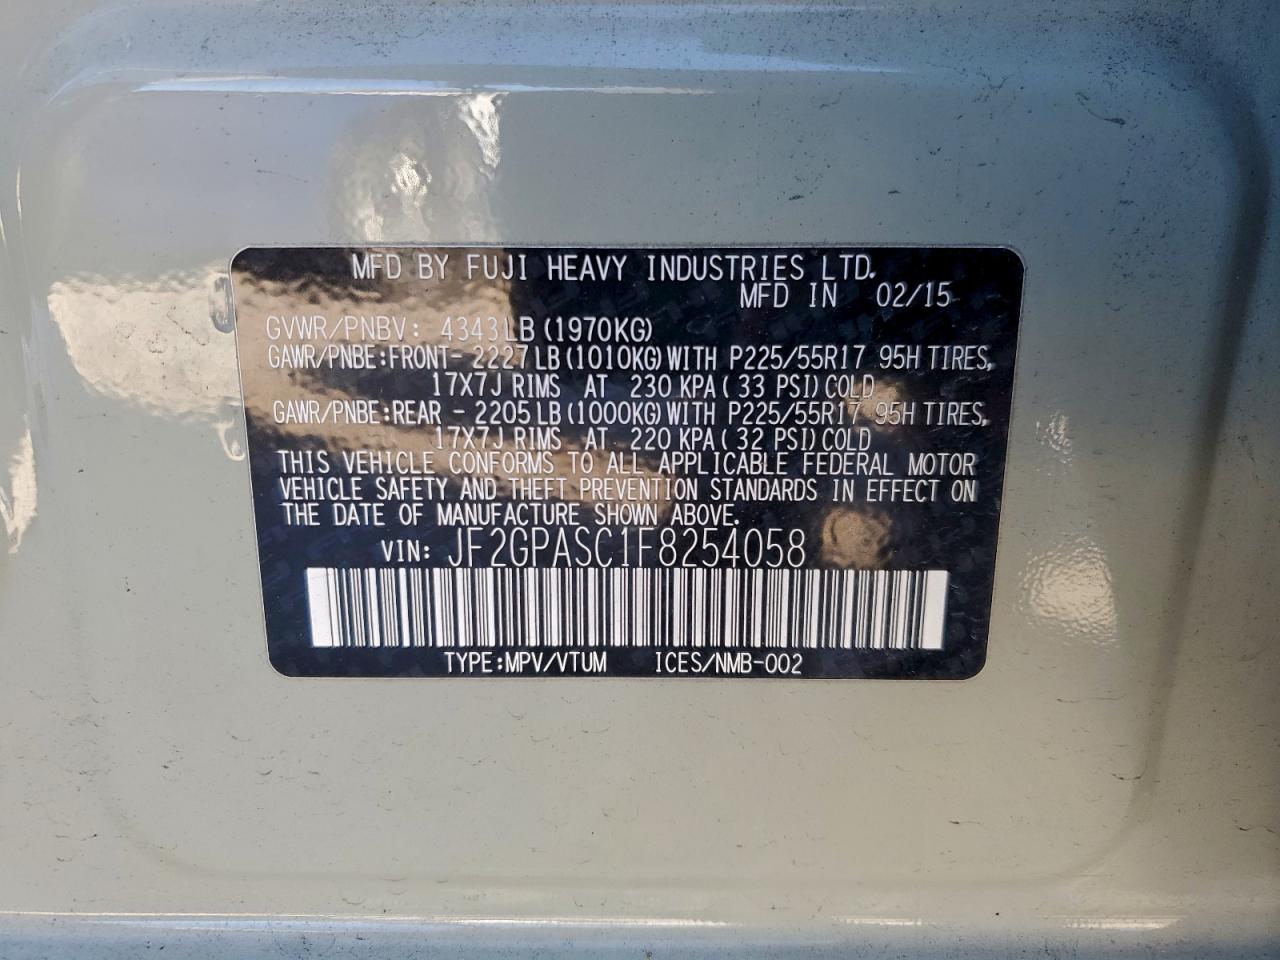 MFD BY FUJI HEAVY INDUSTRIES LTD.
MFD IN 02/15
GVWR/PNBV: 4343LB(1970KG)
GAWR/PNBE:FRONT- 2227LB(1010KG)WITH P225/55R17 95H TIRES,
17X7J RIMS AT 230 KPA(33 PSI)COLD
GAWR/PNBE:REAR - 2205LB(1000KG)WITH P225/55R17 95H TIRES,
17X7J RIMS AT 220 KPA(32 PSI)COLD
THIS VEHICLE CONFORMS TO ALL APPLICABLE FEDERAL MOTOR
VEHICLE SAFETY AND THEFT PREVENTION STANDARDS IN EFFECT ON
THE DATE OF MANUFACTURE SHOWN ABOVE.
VIN: JF2GPASC1F8254058
TYPE:MPV/VTUM ICES/NMB-002